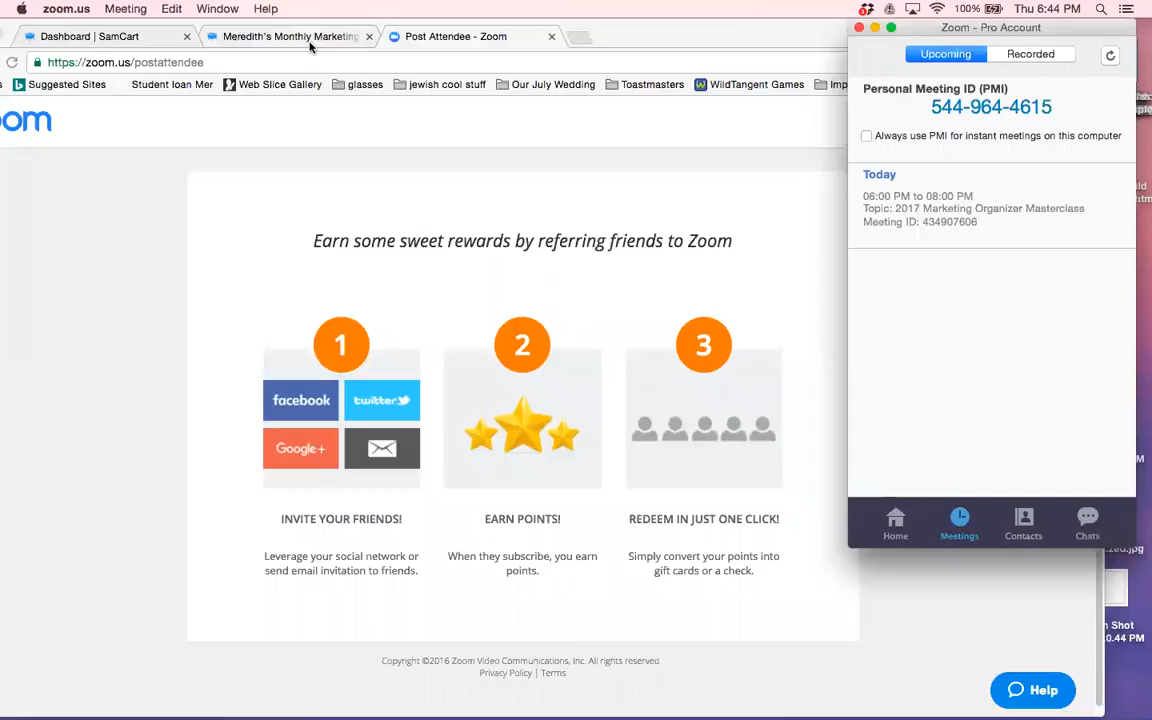 zoom.us Meeting Edit Window Help 100% Thu 6:44 PM
Dashboard | SamCart Meredith's Monthly Marketing Post Attendee - Zoom
https://zoom.us/postattendee
Suggested Sites Student loan Mer Web Slice Gallery glasses jewish cool stuff Our July Wedding Toastmasters WildTangent Games
oom
Earn some sweet rewards by referring friends to Zoom
1 2 3
facebook twitter
Google+
INVITE YOUR FRIENDS! EARN POINTS! REDEEM IN JUST ONE CLICK!
Leverage your social network or When they subscribe, you earn Simply convert your points into
send email invitation to friends. points. gift cards or a check.
Copyright ©2016 Zoom Video Communications, Inc. All rights reserved.
Privacy Policy | Terms
Help
Zoom - Pro Account
Upcoming Recorded
Personal Meeting ID (PMI)
544-964-4615
Always use PMI for instant meetings on this computer
Today
06:00 PM to 08:00 PM
Topic: 2017 Marketing Organizer Masterclass
Meeting ID: 434907606
Home Meetings Contacts Chats
zed.jpg
n Shot
0.44 PM